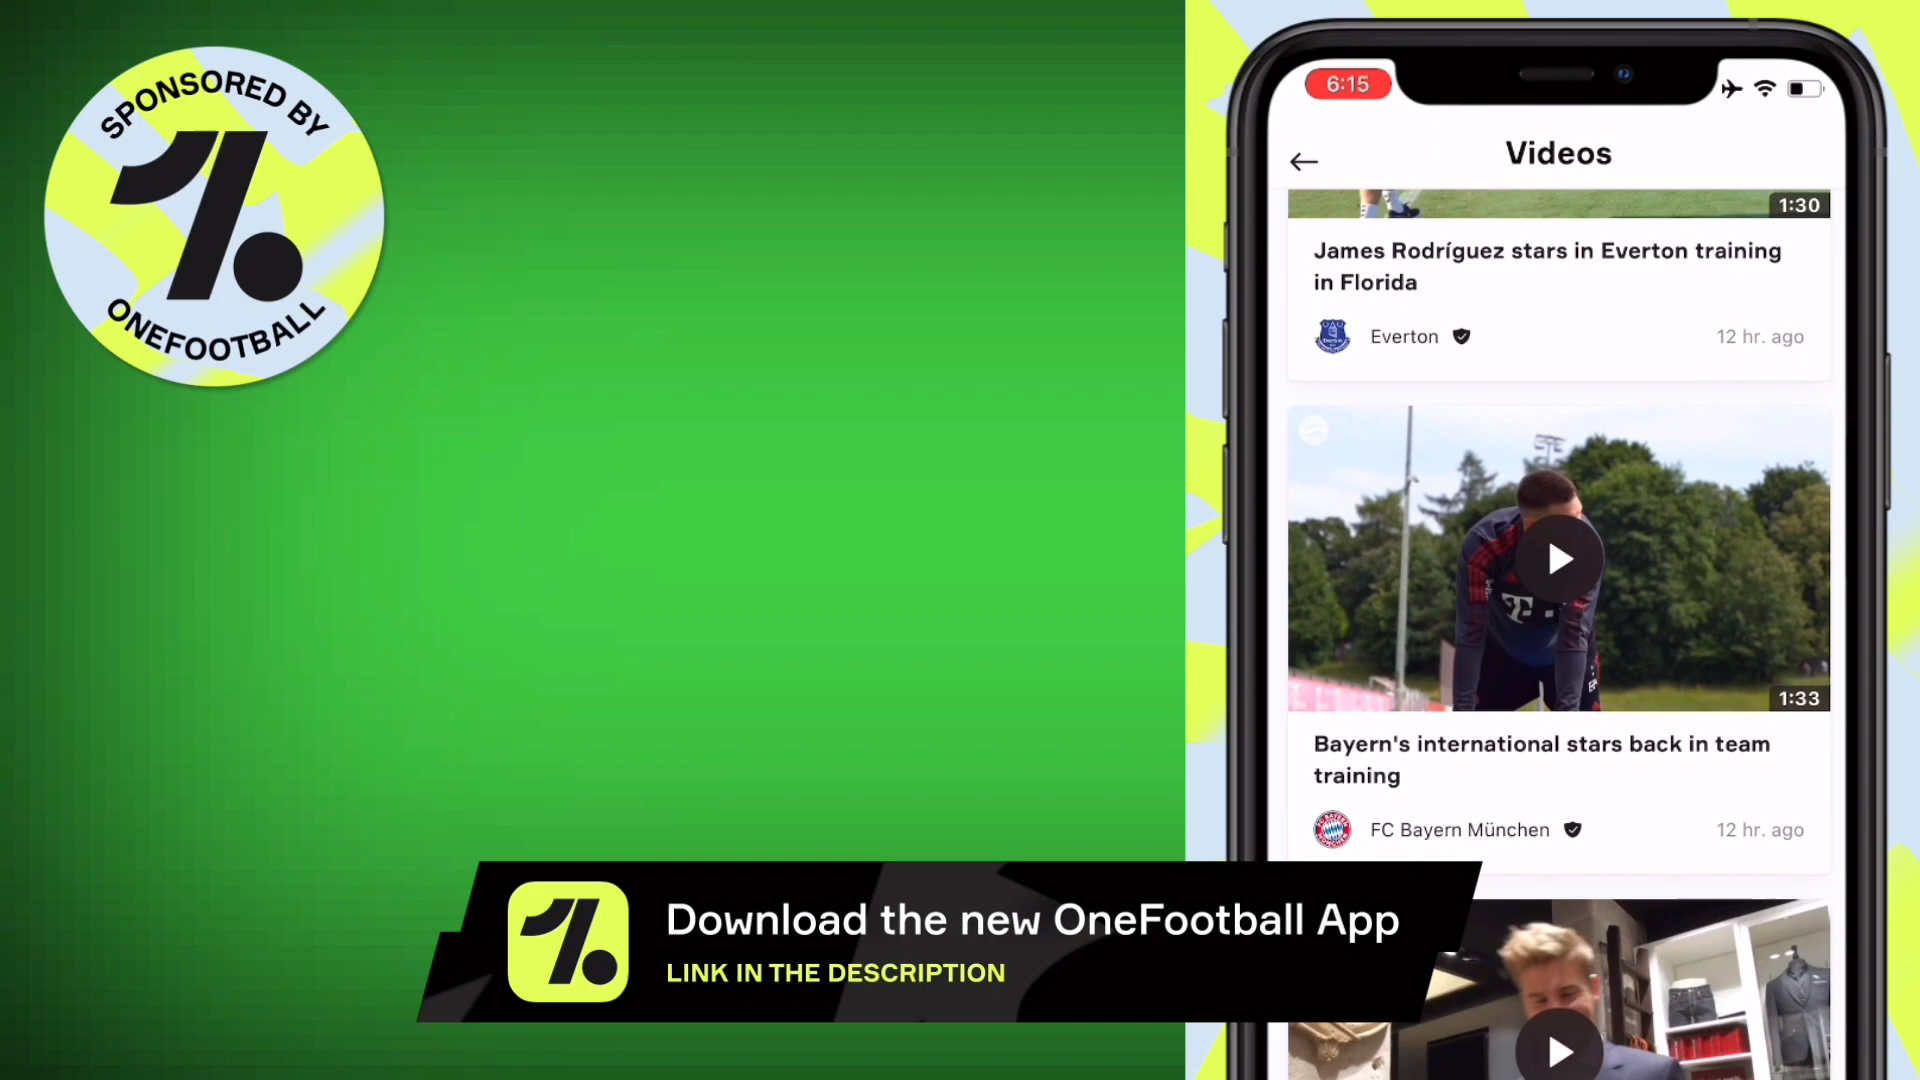 SPONSORED BY
ONEFOOTBALL
6:15
Videos
1:30
James Rodríguez stars in Everton training
in Florida
Everton
12 hr. ago
1:33
Bayern's international stars back in team
training
FC Bayern München
12 hr. ago
Download the new OneFootball App
LINK IN THE DESCRIPTION